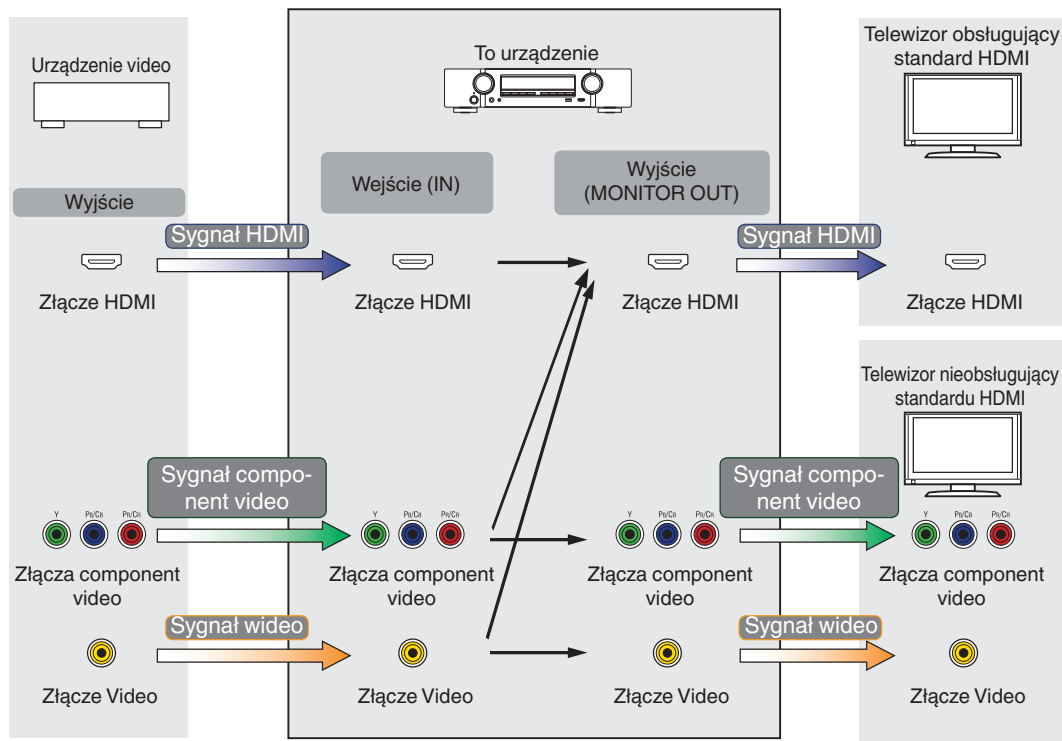 Urządzenie video
To urządzenie
Telewizor obsługujący
standard HDMI
Wyjście
Wejście (IN)
Wyjście
(MONITOR OUT)
Sygnał HDMI
Sygnał HDMI
Złącze HDMI
Złącze HDMI
Złącze HDMI
Złącze HDMI
Telewizor nieobsługujący
standardu HDMI
Sygnał compo-
nent video
Sygnał compo-
nent video
Y PB/CB PR/CR
Y PB/CB PR/CR
Y PB/CB PR/CR
Y PB/CB PR/CR
Złącza component
video
Złącza component
video
Złącza component
video
Złącza component
video
Sygnał wideo
Sygnał wideo
Złącze Video
Złącze Video
Złącze Video
Złącze Video